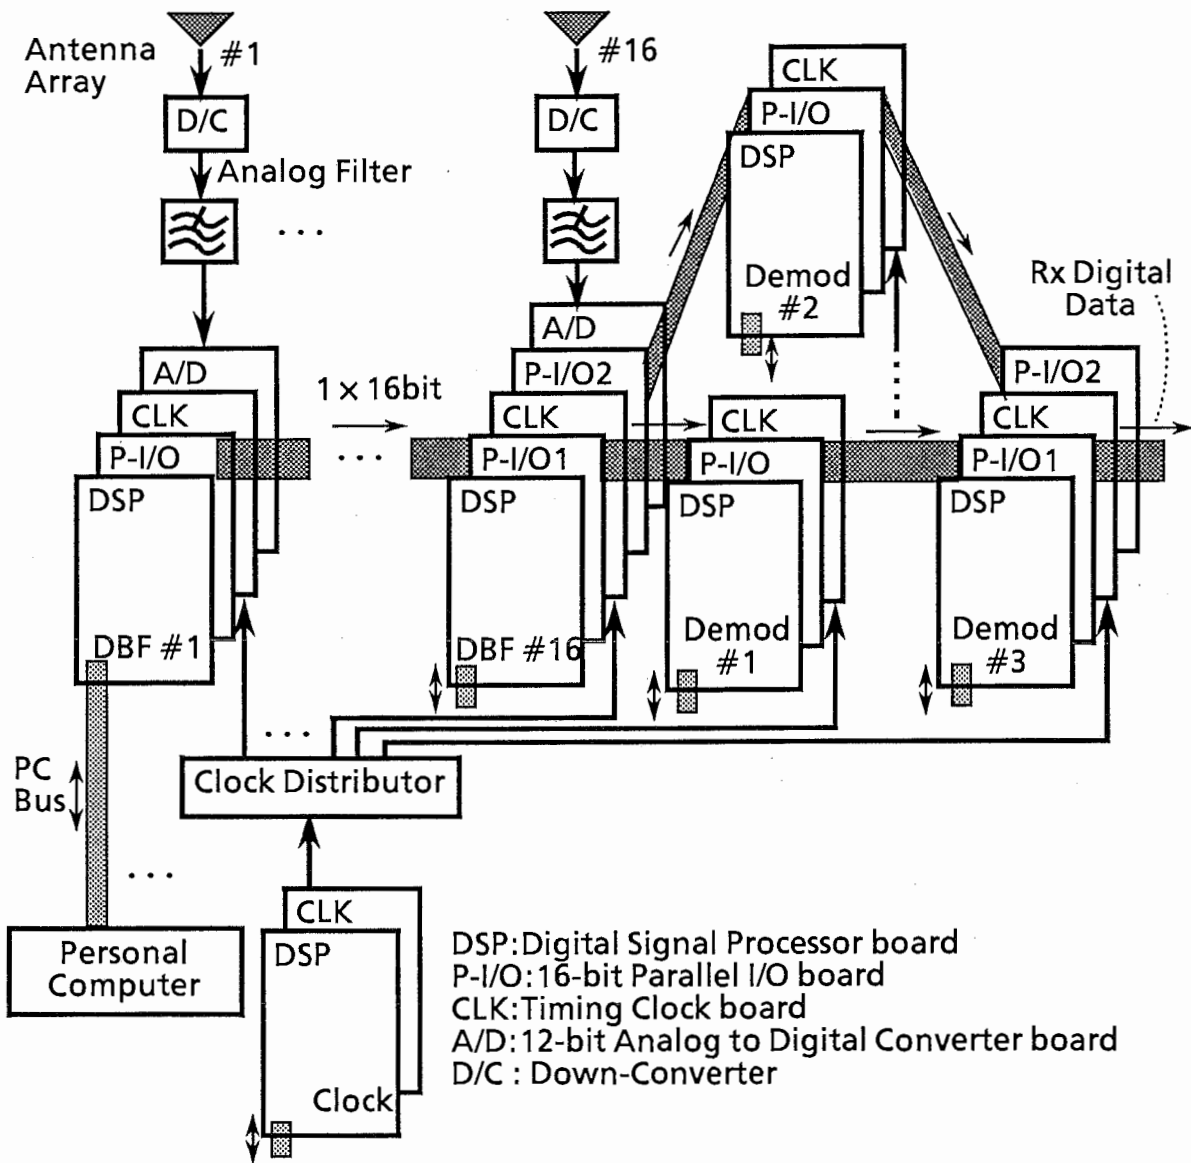 Antenna
Array
#1
#16
D/C
D/C
Analog Filter
. . .
CLK
P-I/O
DSP
Demod
#2
Rx Digital
Data
A/D
CLK
P-I/O
DSP
DBF #1
1 × 16bit
. . .
A/D
P-I/O2
CLK
P-I/O1
DSP
DBF #16
CLK
P-I/O
DSP
Demod
#1
P-I/O2
CLK
P-I/O1
DSP
Demod
#3
. . .
Clock Distributor
PC
Bus
. . .
Personal
Computer
CLK
DSP
Clock
DSP:Digital Signal Processor board
P-I/O:16-bit Parallel I/O board
CLK:Timing Clock board
A/D:12-bit Analog to Digital Converter board
D/C : Down-Converter